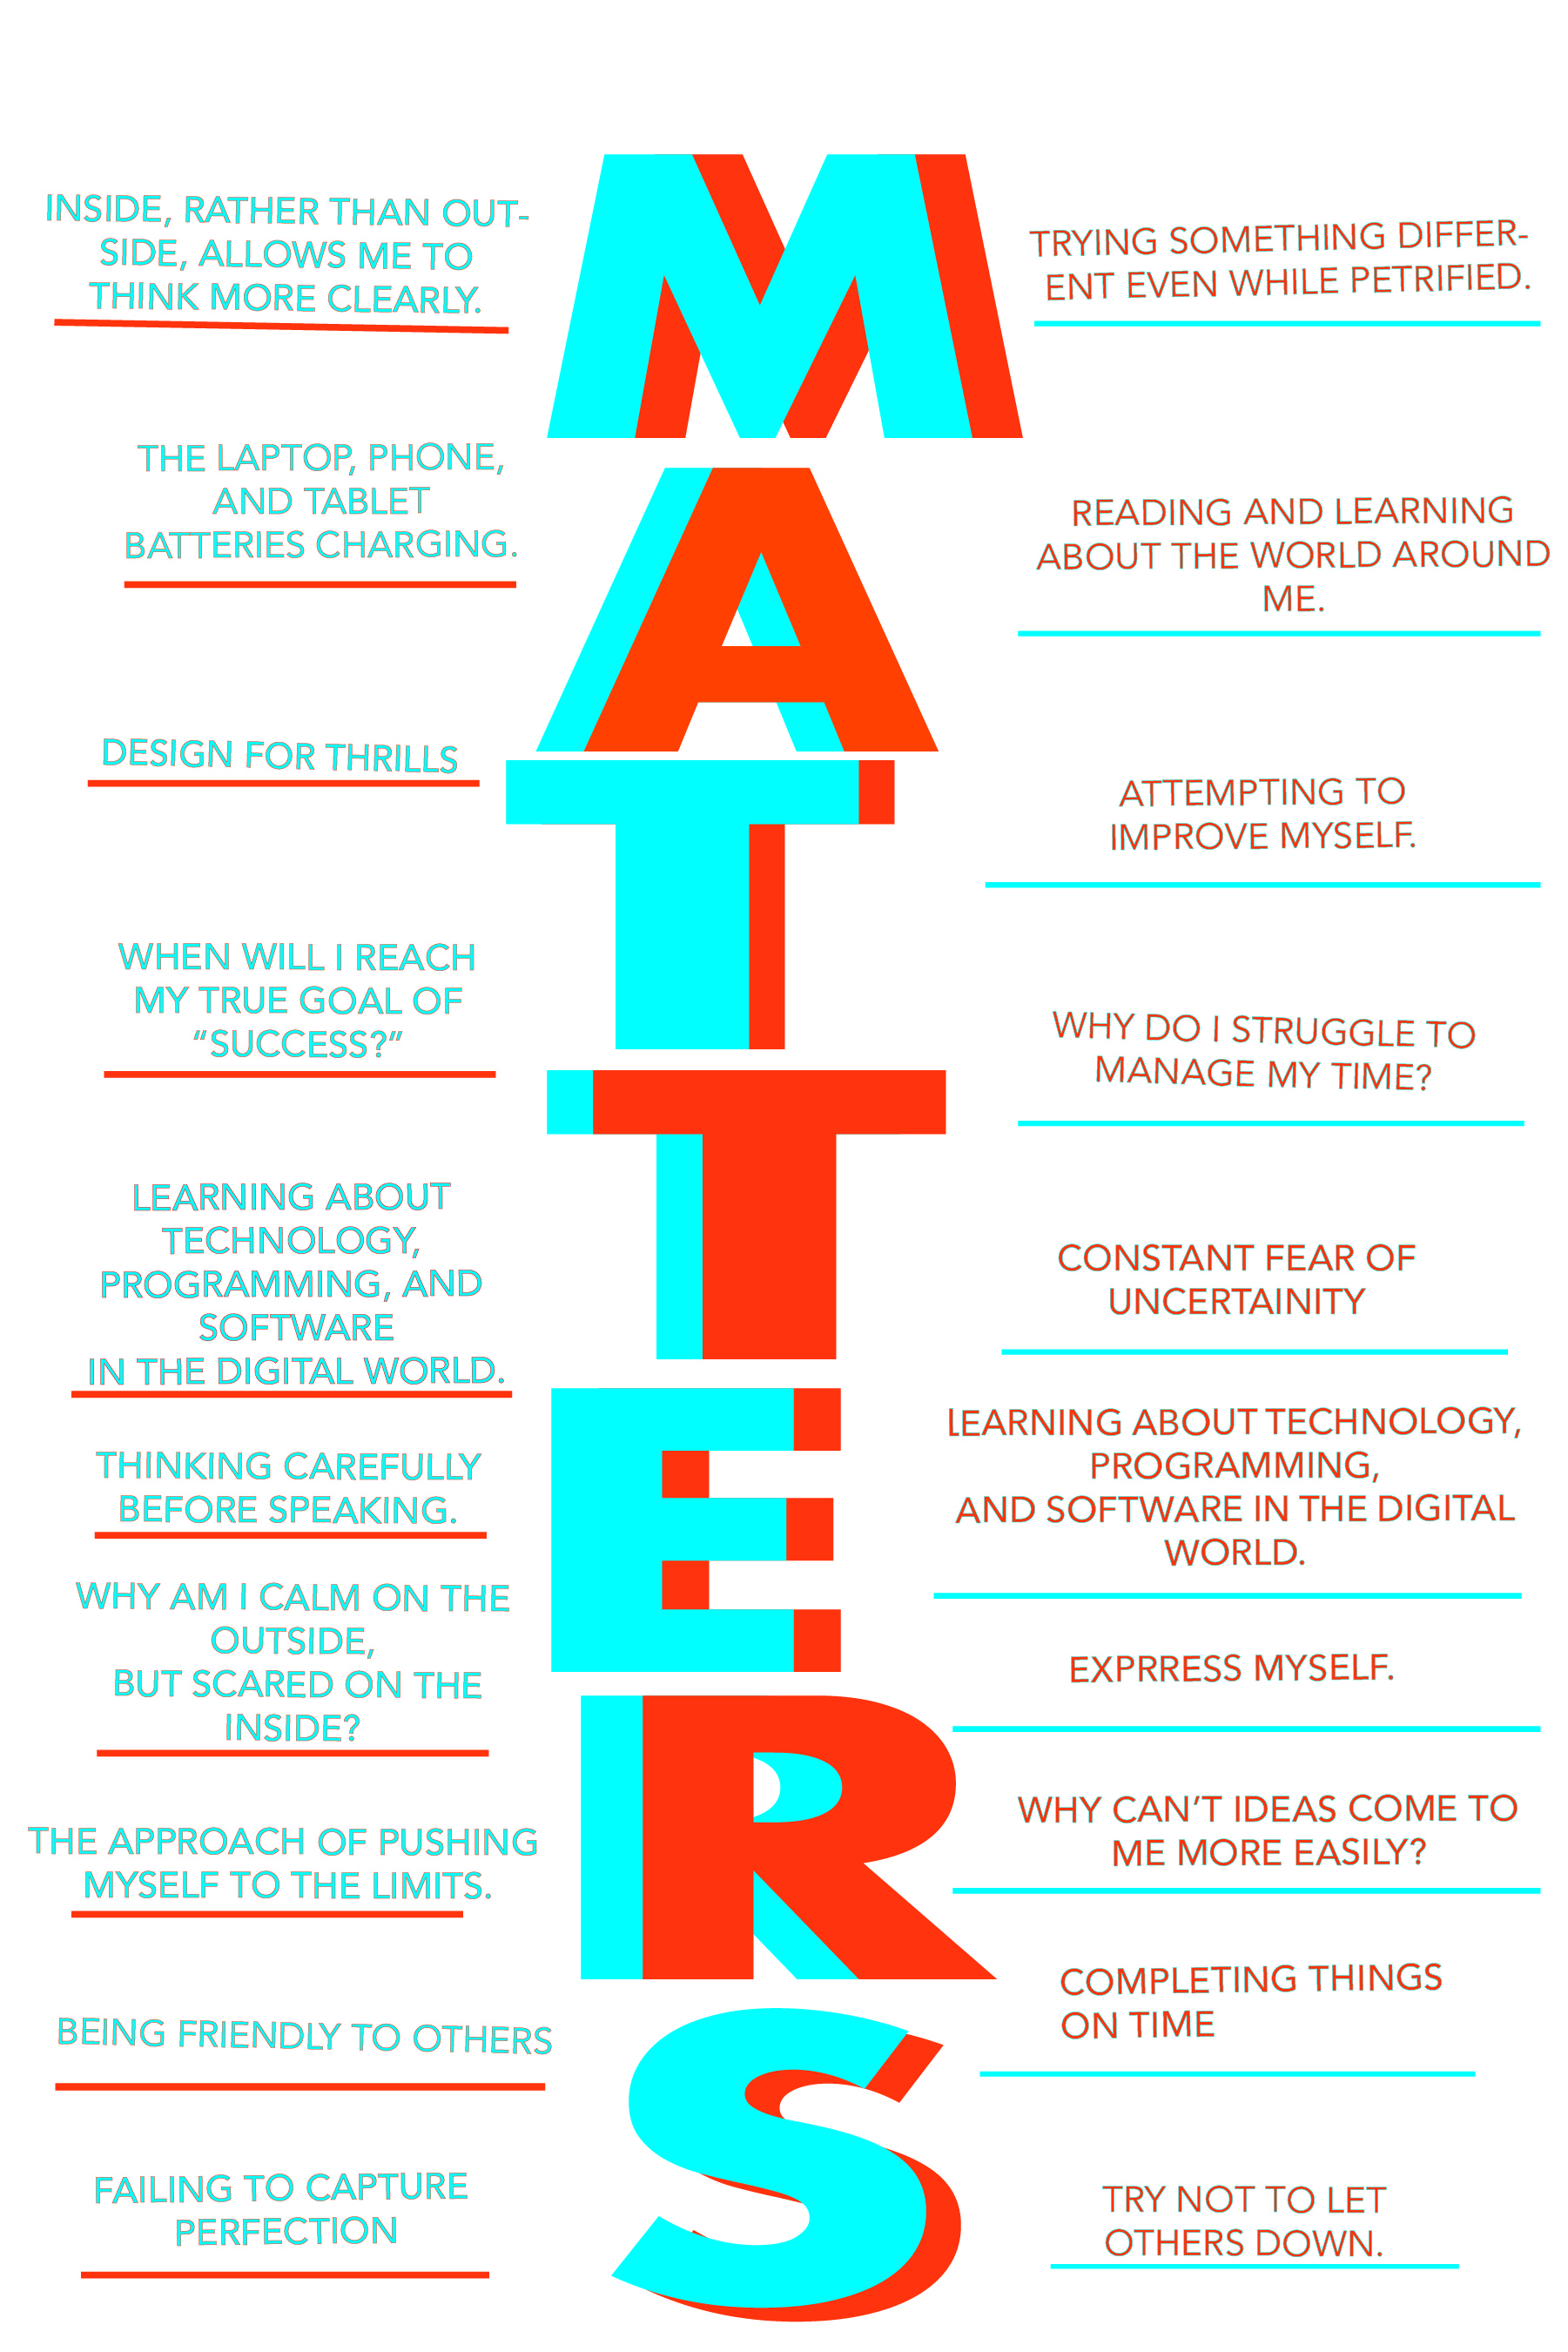 INSIDE, RATHER THAN OUT-
SIDE, ALLOWS ME TO
THINK MORE CLEARLY.
THE LAPTOP, PHONE,
AND TABLET
BATTERIES CHARGING.
DESIGN FOR THRILLS
WHEN WILL I REACH
MY TRUE GOAL OF
“SUCCESS?”
LEARNING ABOUT
TECHNOLOGY,
PROGRAMMING, AND
SOFTWARE
IN THE DIGITAL WORLD.
THINKING CAREFULLY
BEFORE SPEAKING.
WHY AM I CALM ON THE
OUTSIDE,
BUT SCARED ON THE
INSIDE?
THE APPROACH OF PUSHING
MYSELF TO THE LIMITS.
BEING FRIENDLY TO OTHERS
FAILING TO CAPTURE
PERFECTION
M
A
T
T
E
R
S
TRYING SOMETHING DIFFER-
ENT EVEN WHILE PETRIFIED.
READING AND LEARNING
ABOUT THE WORLD AROUND
ME.
ATTEMPTING TO
IMPROVE MYSELF.
WHY DO I STRUGGLE TO
MANAGE MY TIME?
CONSTANT FEAR OF
UNCERTAINITY
LEARNING ABOUT TECHNOLOGY,
PROGRAMMING,
AND SOFTWARE IN THE DIGITAL
WORLD.
EXPRRESS MYSELF.
WHY CAN’T IDEAS COME TO
ME MORE EASILY?
COMPLETING THINGS
ON TIME
TRY NOT TO LET
OTHERS DOWN.